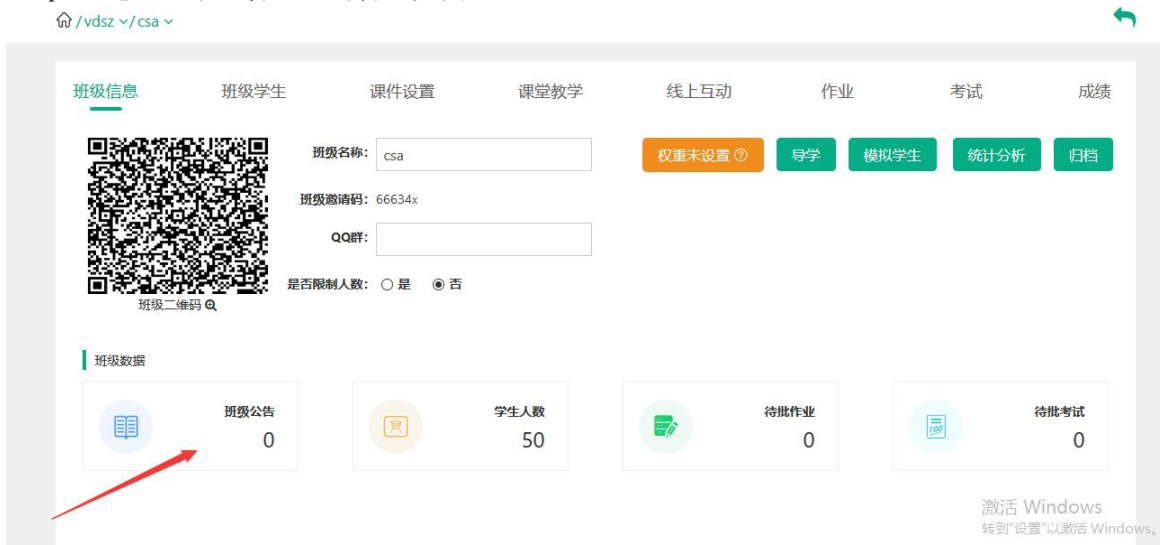 / vdsz / csa
班级信息 班级学生 课件设置 课堂教学 线上互动 作业 考试 成绩
班级名称: csa 权重未设置 ? 导学 模拟学生 统计分析 归档
班级邀请码: 66634x
QQ群:
是否限制人数: 是 否
班级二维码
班级数据
班级公告 学生人数 待批作业 待批考试
0 50 0 0
激活 Windows
转到"设置"以激活 Windows。